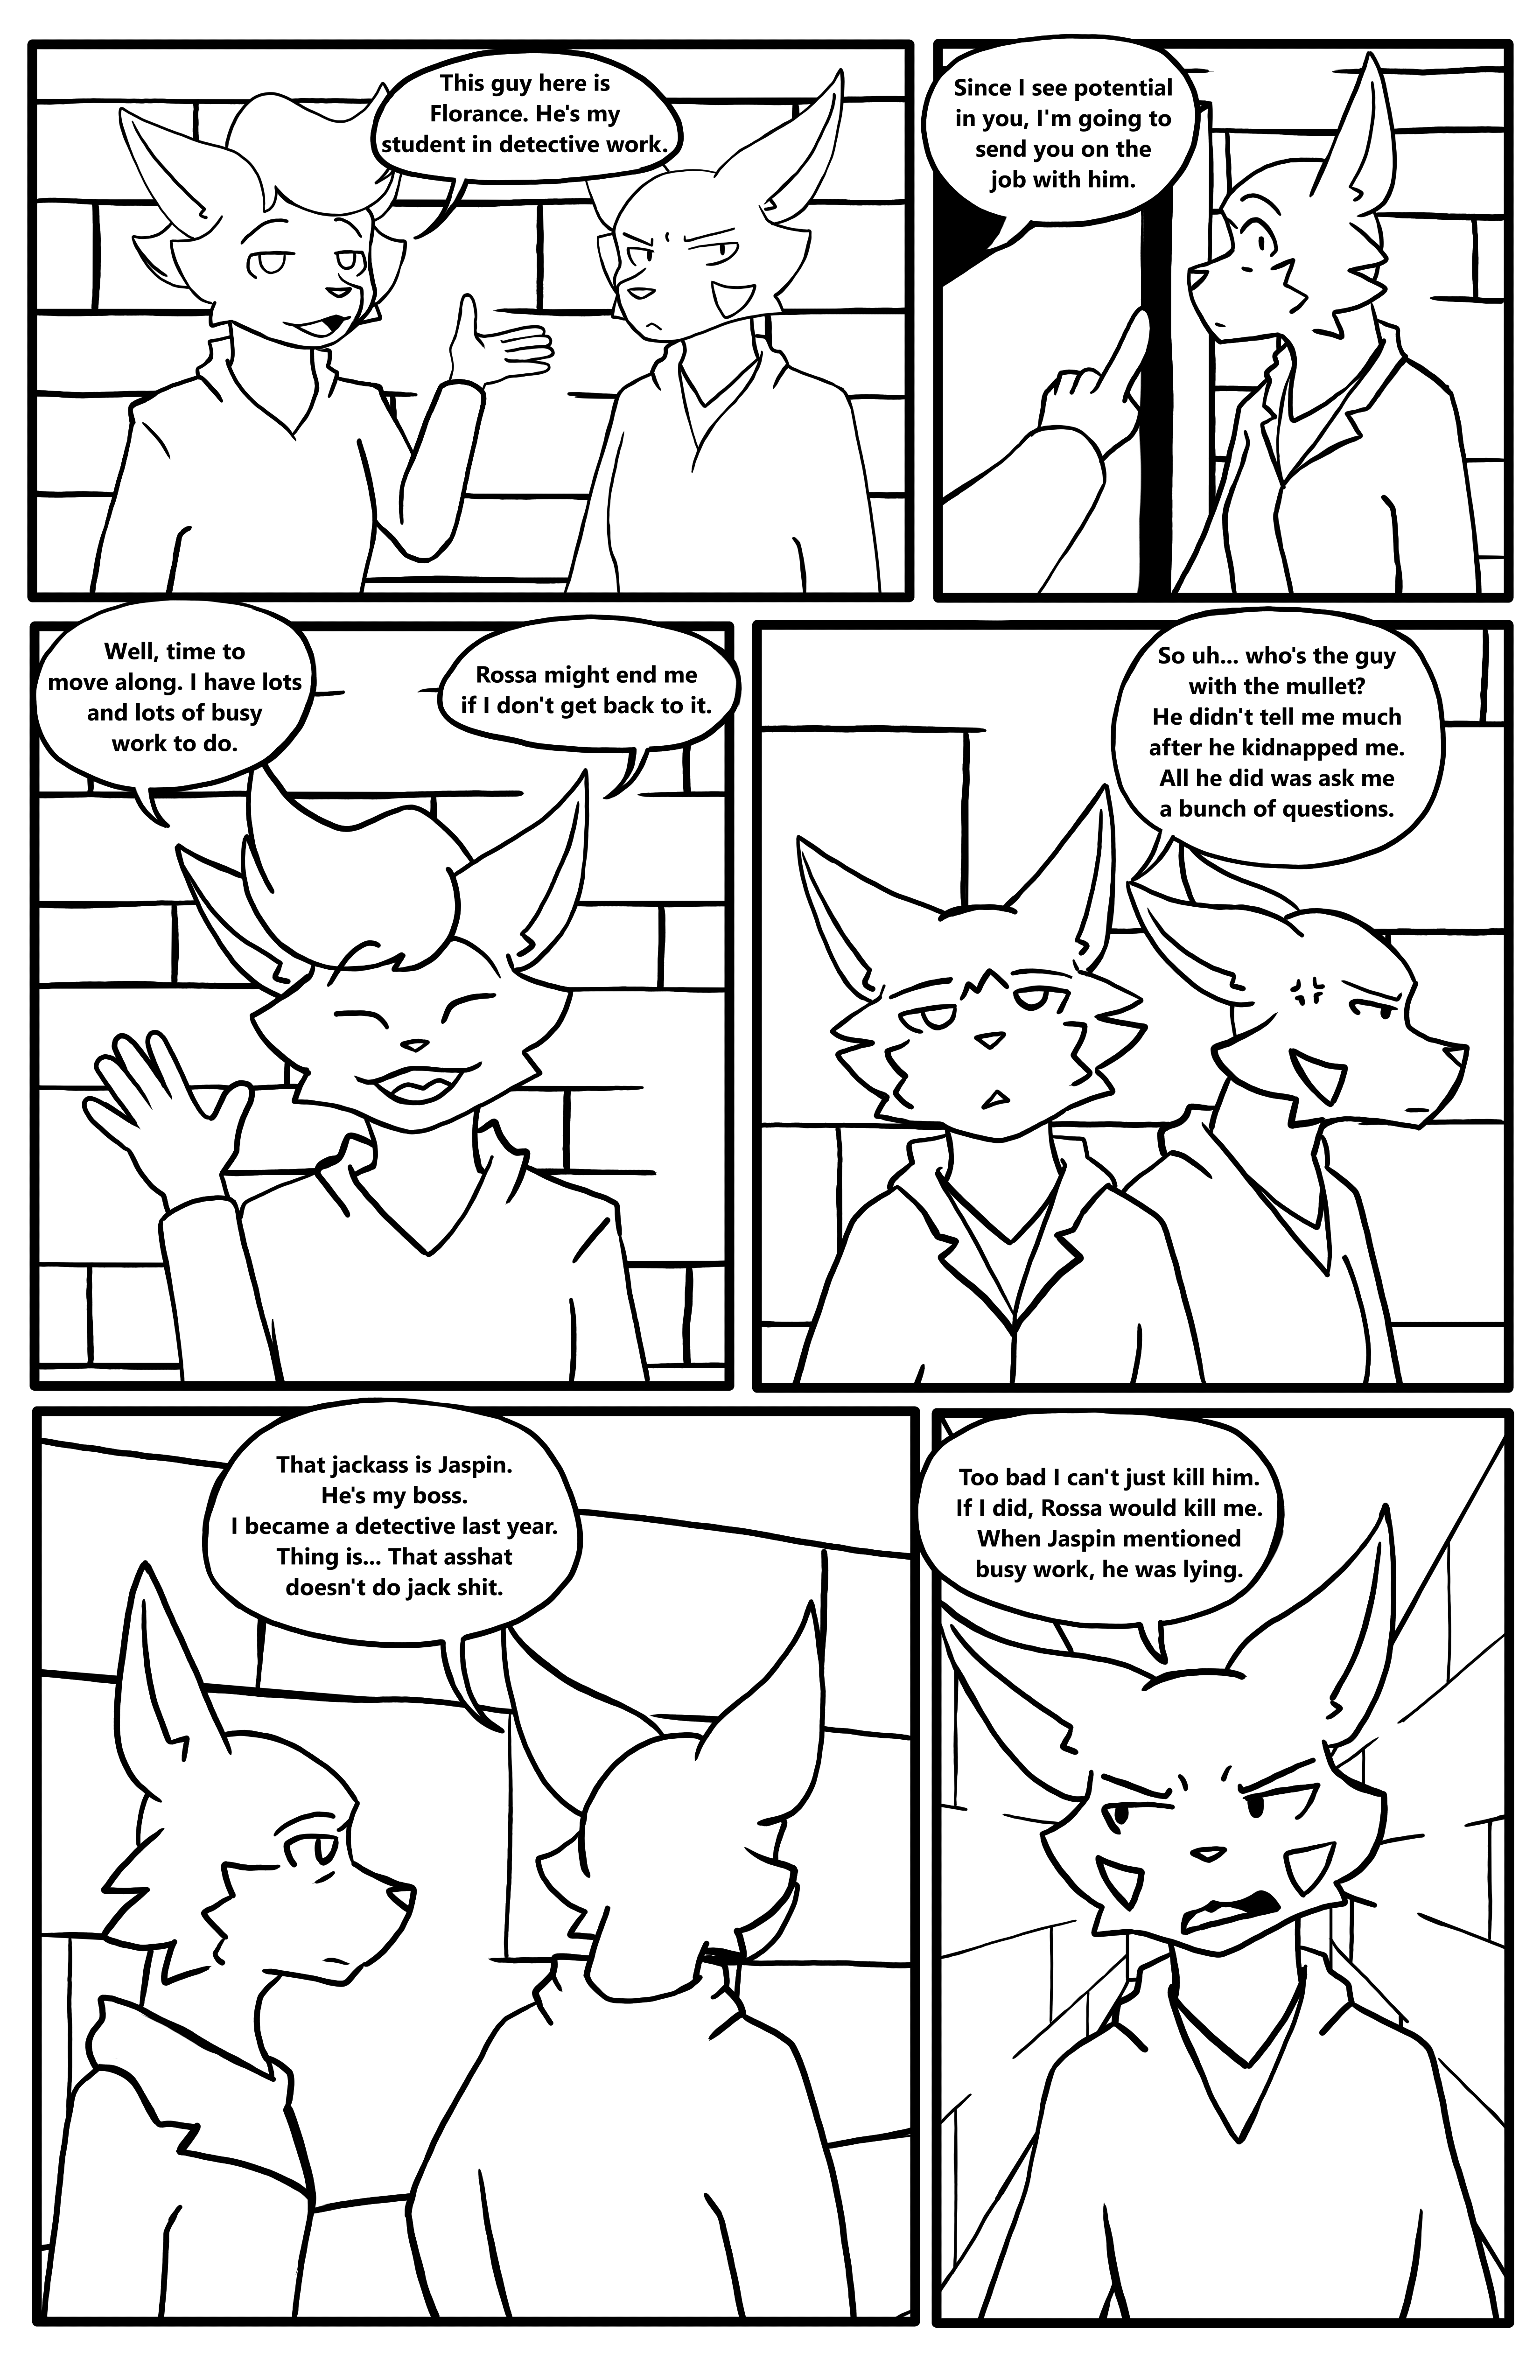 This guy here is
Florance. He's my
student in detective work.
Since I see potential
in you, I'm going to
send you on the
job with him.
Well, time to
move along. I have lots
and lots of busy
work to do.
Rossa might end me
if I don't get back to it.
So uh... who's the guy
with the mullet?
He didn't tell me much
after he kidnapped me.
All he did was ask me
a bunch of questions.
That jackass is Jaspin.
He's my boss.
I became a detective last year.
Thing is... That asshat
doesn't do jack shit.
Too bad I can't just kill him.
If I did, Rossa would kill me.
When Jaspin mentioned
busy work, he was lying.